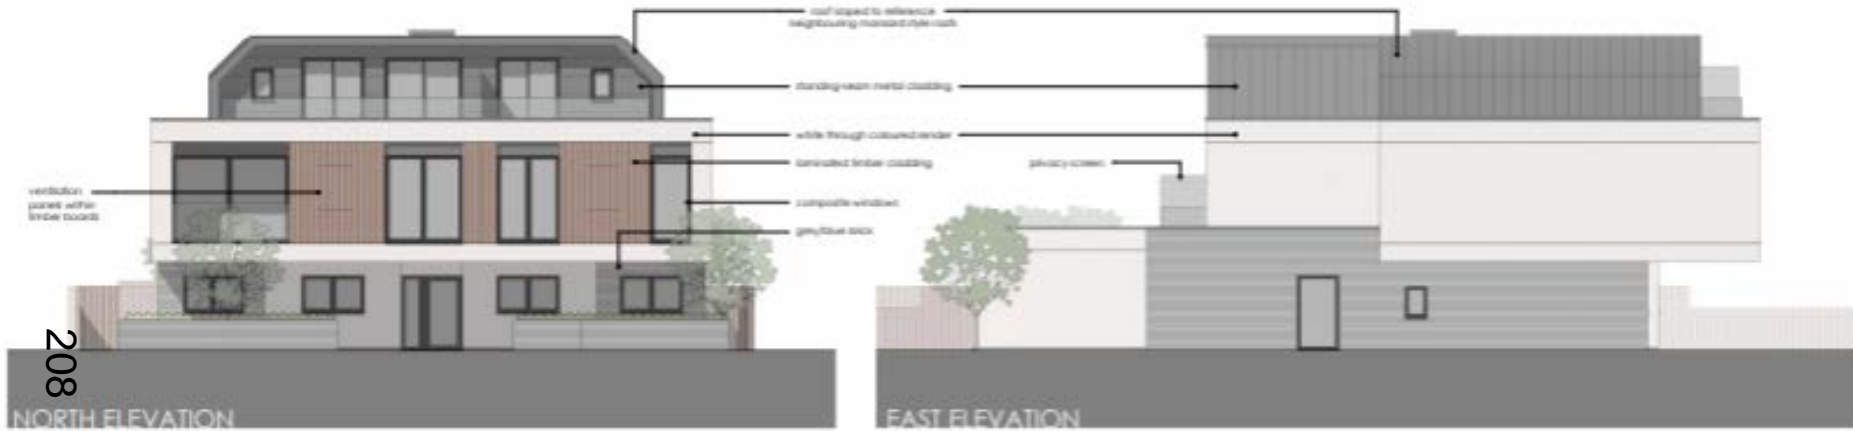 roof sloped to reference
neighbouring mansard style roofs
standing seam metal cladding
white through coloured render
laminated timber cladding
privacy screen
ventilation
panels within
timber boards
composite windows
grey/blue brick
208
NORTH ELEVATION
EAST ELEVATION